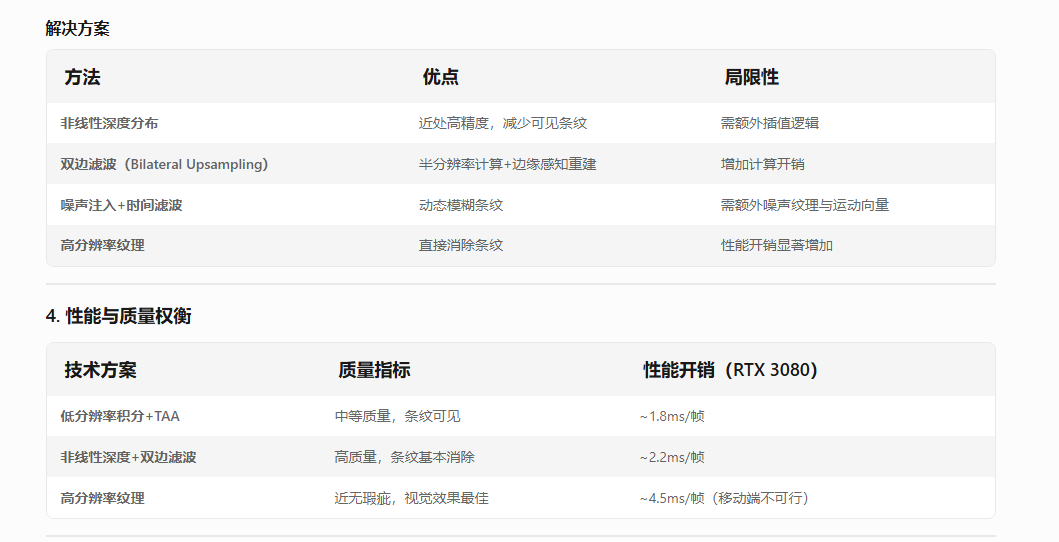 解决方案
方法 优点 局限性
非线性深度分布 近处高精度，减少可见条纹 需额外插值逻辑
双边滤波（Bilateral Upsampling） 半分辨率计算+边缘感知重建 增加计算开销
噪声注入+时间滤波 动态模糊条纹 需额外噪声纹理与运动向量
高分辨率纹理 直接消除条纹 性能开销显著增加
4. 性能与质量权衡
技术方案 质量指标 性能开销（RTX 3080）
低分辨率积分+TAA 中等质量，条纹可见 ~1.8ms/帧
非线性深度+双边滤波 高质量，条纹基本消除 ~2.2ms/帧
高分辨率纹理 近无瑕疵，视觉效果最佳 ~4.5ms/帧（移动端不可行）